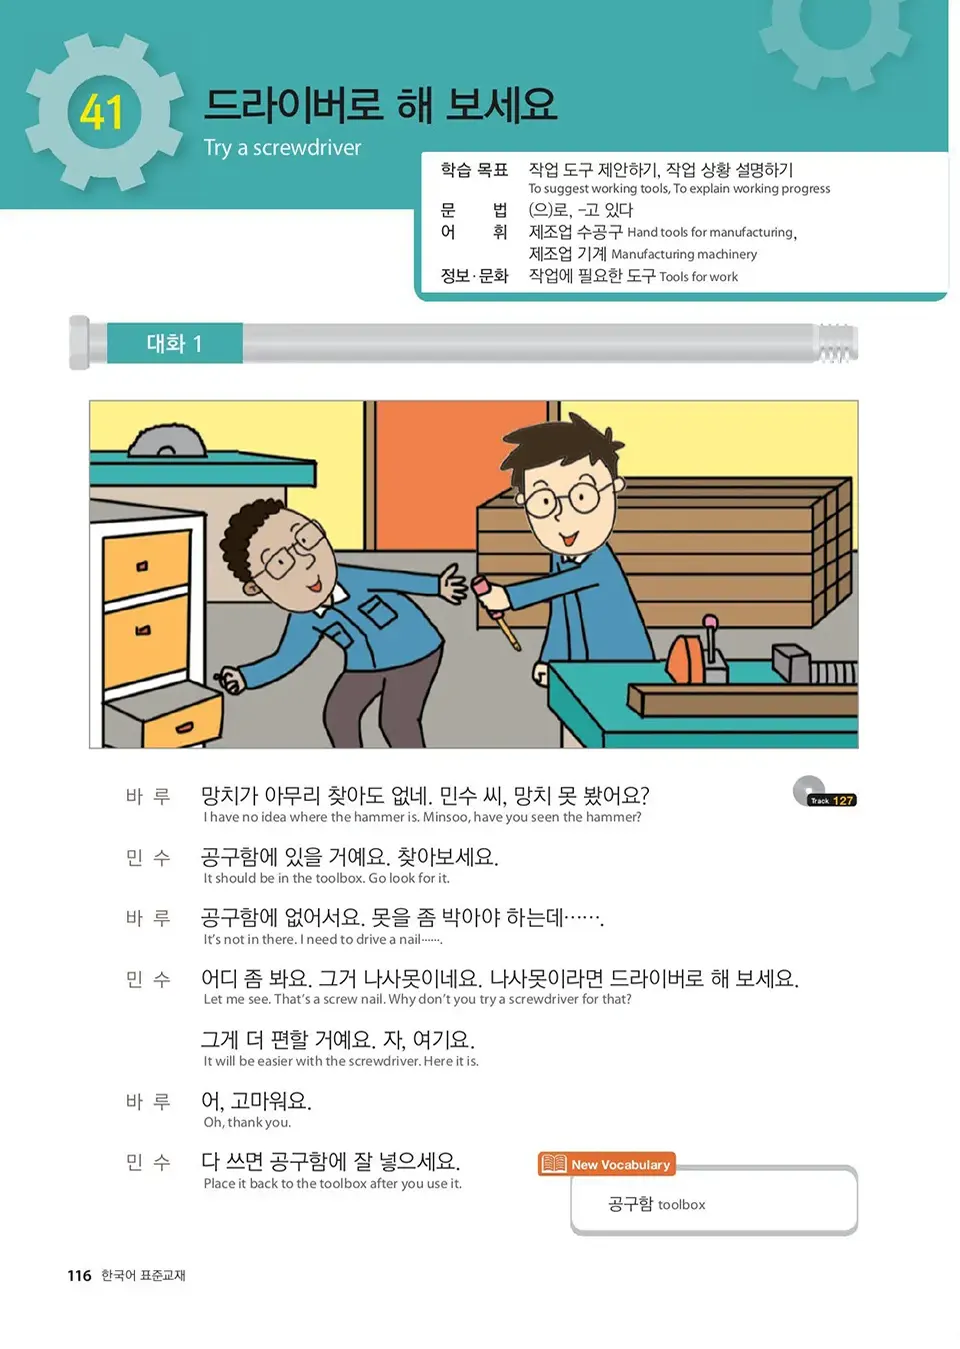 41
드라이버로 해 보세요
Try a screwdriver
학습 목표 작업 도구 제안하기, 작업 상황 설명하기
To suggest working tools, To explain working progress
문 법 (으)로, -고 있다
어 휘 제조업 수공구 Hand tools for manufacturing,
제조업 기계 Manufacturing machinery
정보·문화 작업에 필요한 도구 Tools for work
대화 1
바 루 망치가 아무리 찾아도 없네. 민수 씨, 망치 못 봤어요?
I have no idea where the hammer is. Minsoo, have you seen the hammer?
Track 127
민 수 공구함에 있을 거예요. 찾아보세요.
It should be in the toolbox. Go look for it.
바 루 공구함에 없어서요. 못을 좀 박아야 하는데…….
It's not in there. I need to drive a nail…….
민 수 어디 좀 봐요. 그거 나사못이네요. 나사못이라면 드라이버로 해 보세요.
Let me see. That's a screw nail. Why don't you try a screwdriver for that?
그게 더 편할 거예요. 자, 여기요.
It will be easier with the screwdriver. Here it is.
바 루 어, 고마워요.
Oh, thank you.
민 수 다 쓰면 공구함에 잘 넣으세요.
Place it back to the toolbox after you use it.
New Vocabulary
공구함 toolbox
116 한국어 표준교재